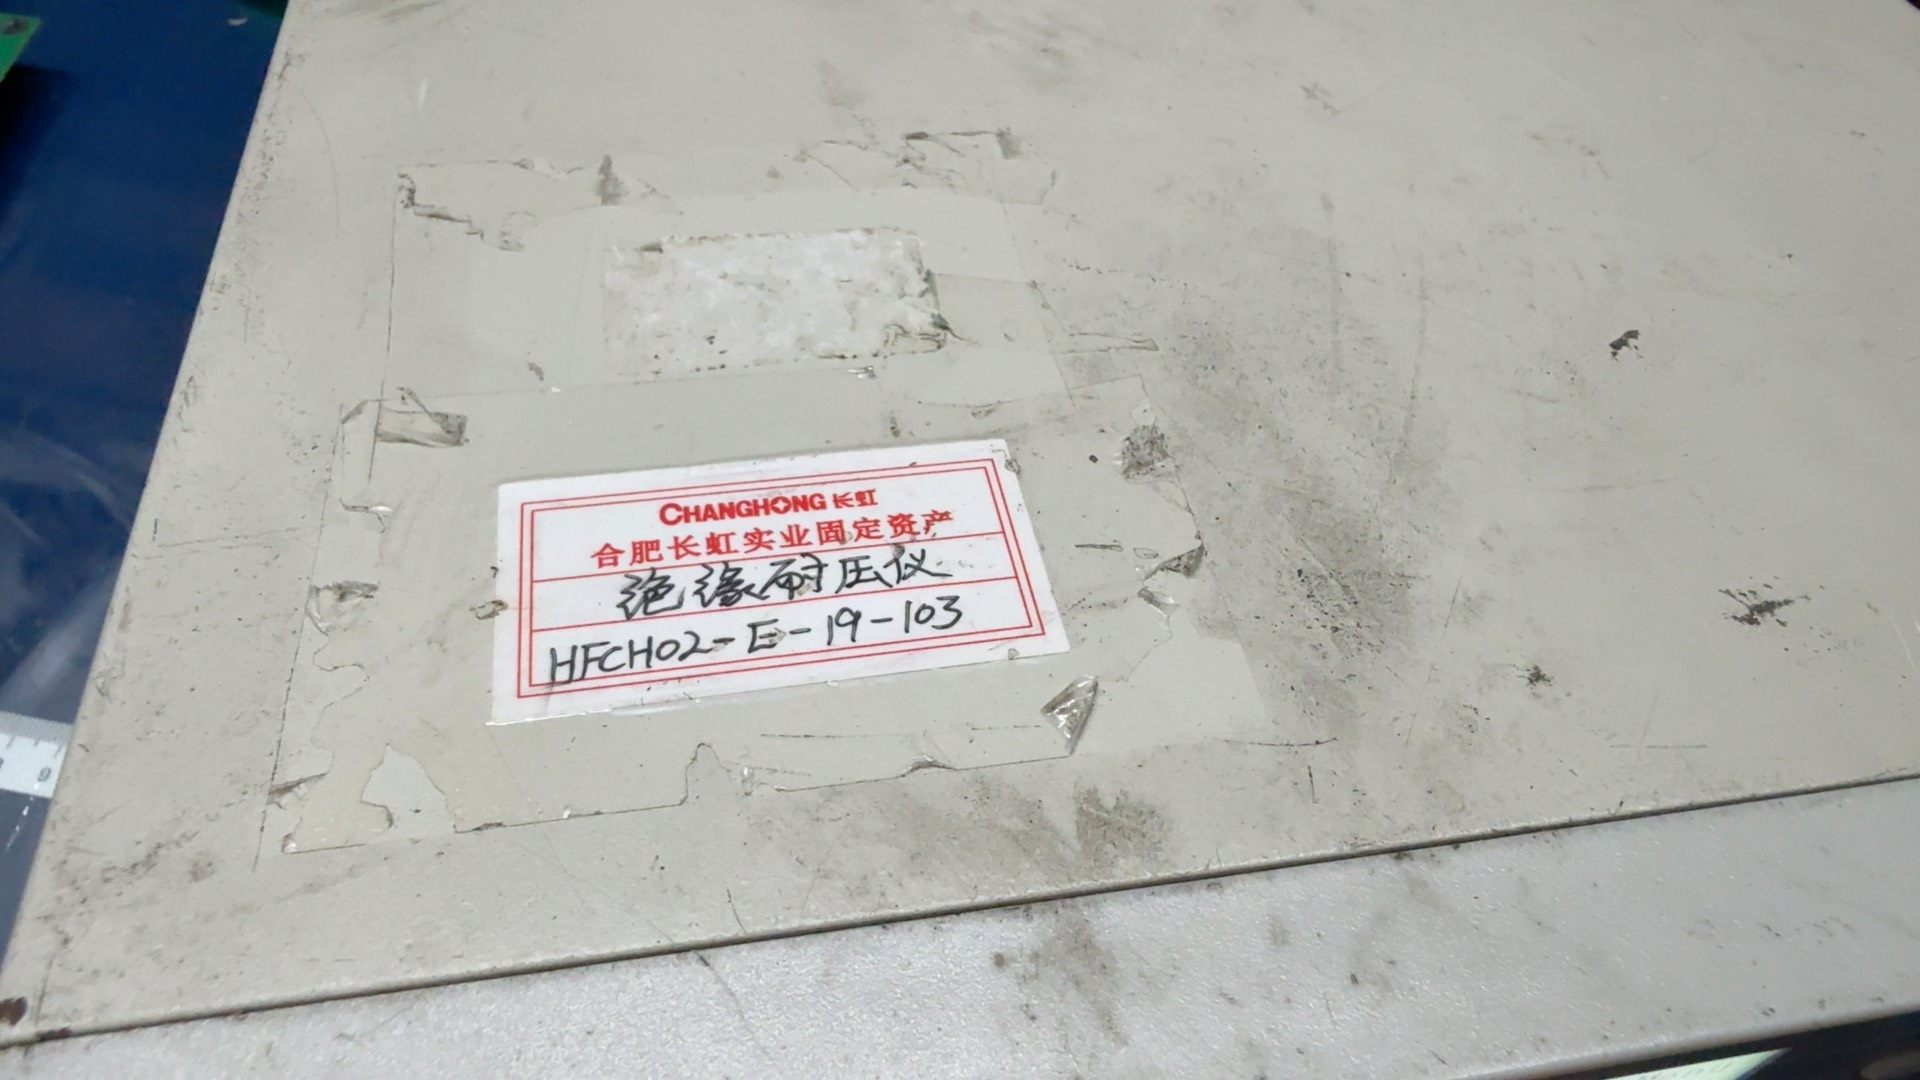 CHANGHONG 长虹
合肥长虹实业固定资产
绝缘耐压仪
HFCH02-E-19-103
9